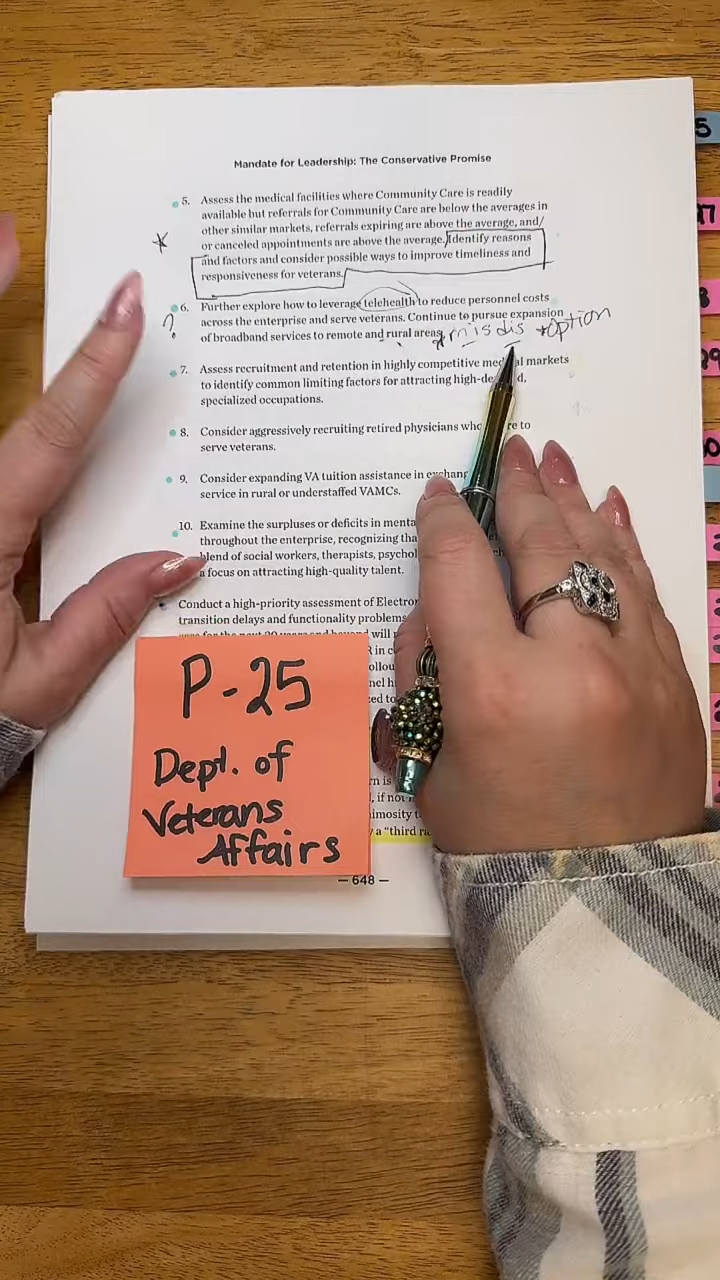 Mandate for Leadership: The Conservative Promise
5. Assess the medical facilities where Community Care is readily
available but referrals for Community Care are below the averages in
other similar markets, referrals expiring are above the average, and/
or canceled appointments are above the average. Identify reasons
and factors and consider possible ways to improve timeliness and
responsiveness for veterans.
6. Further explore how to leverage telehealth to reduce personnel costs
? across the enterprise and serve veterans. Continue to pursue expansion
of broadband services to remote and rural areas. *misdis *option
7. Assess recruitment and retention in highly competitive medical markets
to identify common limiting factors for attracting high-
specialized occupations.
8. Consider aggressively recruiting retired physicians to
serve veterans.
9. Consider expanding VA tuition assistance in
service in rural or understaffed VAMCs.
10. Examine the surpluses or deficits in
throughout the enterprise, recognizing
blend of social workers, therapists,
a focus on attracting high-quality talent.
Conduct a high-priority assessment of
transition delays and functionality problems
will
P-25
Dept. of
Veterans
Affairs
, if
a "third
— 648 —
5